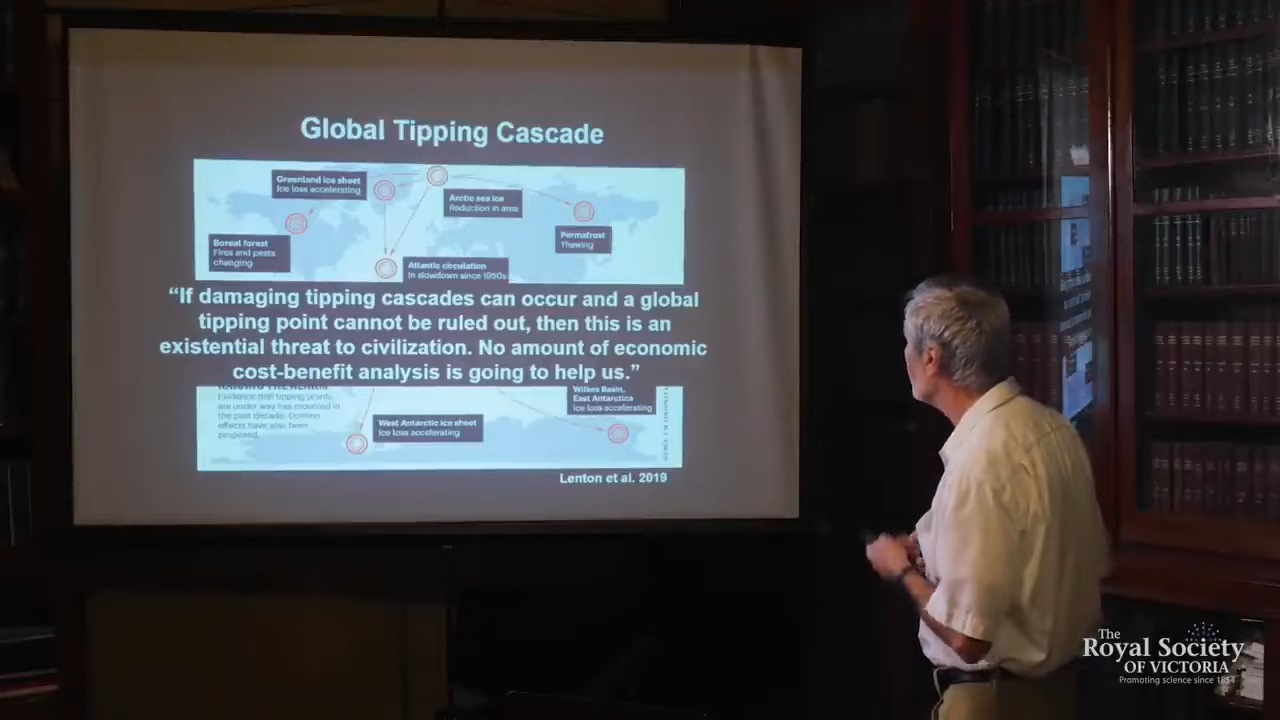 Global Tipping Cascade
Greenland ice sheet
Ice loss accelerating
Arctic sea ice
Reduction in area
Permafrost
Thawing
Boreal forest
Fires and pests
changing
Atlantic circulation
In slowdown since 1950s
“If damaging tipping cascades can occur and a global
tipping point cannot be ruled out, then this is an
existential threat to civilization. No amount of economic
cost-benefit analysis is going to help us.”
Evidence that tipping points
are under way has mounted in
the past decade. Domino
effects have also been
proposed.
West Antarctic ice sheet
Ice loss accelerating
Wilkes Basin,
East Antarctica
Ice loss accelerating
Lenton et al. 2019
The
Royal Society
OF VICTORIA
Promoting science since 1854